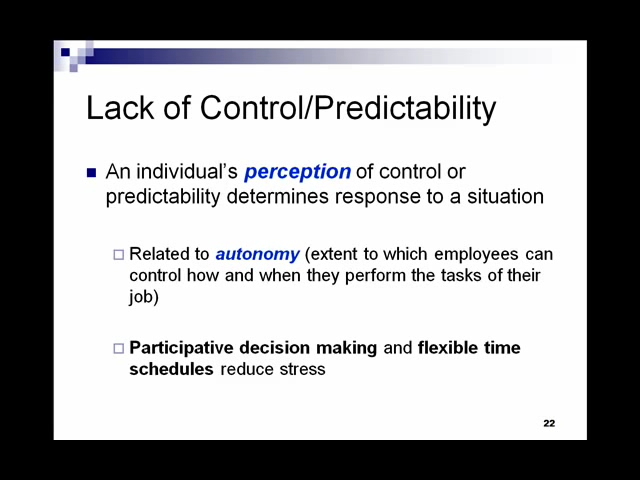 Lack of Control/Predictability
An individual's perception of control or
predictability determines response to a situation
Related to autonomy (extent to which employees can
control how and when they perform the tasks of their
job)
Participative decision making and flexible time
schedules reduce stress
22